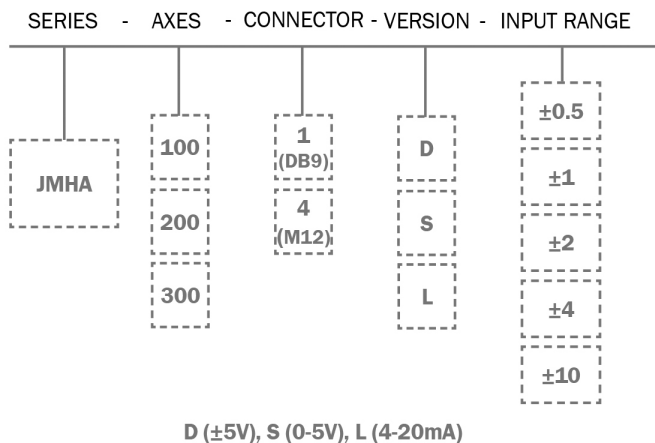 SERIES - AXES - CONNECTOR - VERSION - INPUT RANGE
JMHA
100
200
300
1
(DB9)
4
(M12)
D
S
L
±0.5
±1
±2
±4
±10
D (±5V), S (0-5V), L (4-20mA)